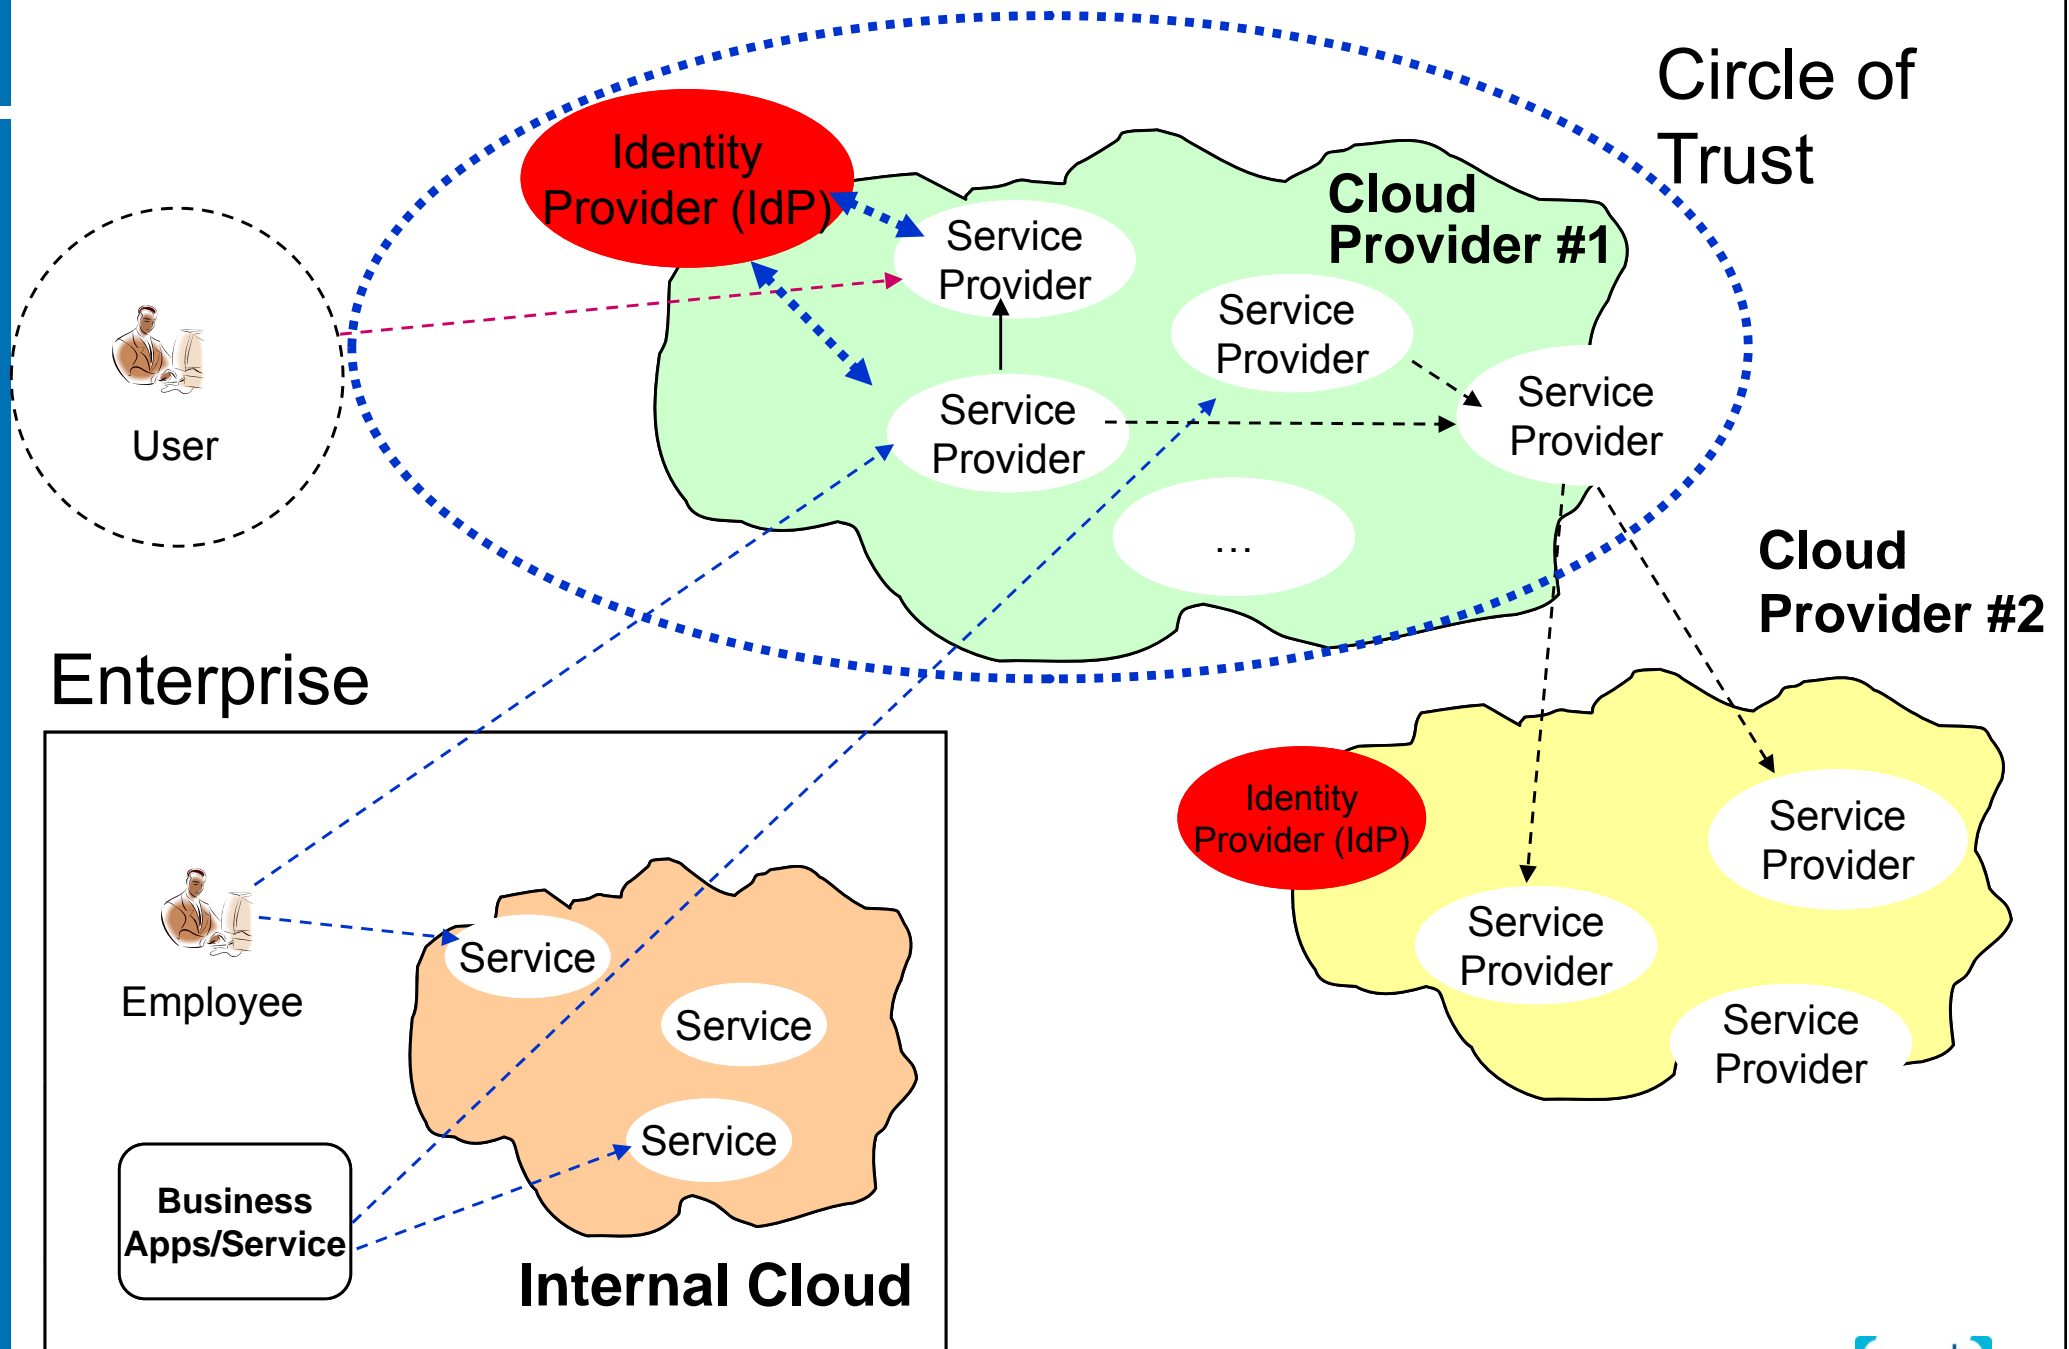 Circle of
Trust
Identity
Provider (IdP)
Cloud
Provider #1
Service
Provider
Service
Provider
Service
Provider
Service
Provider
...
User
Cloud
Provider #2
Enterprise
Identity
Provider (IdP)
Service
Provider
Service
Provider
Service
Provider
Employee
Service
Service
Service
Business
Apps/Service
Internal Cloud